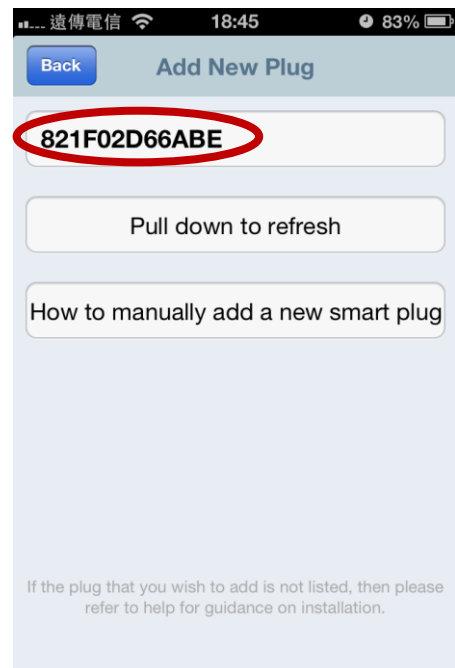 遠傳電信 18:45 83%
Back Add New Plug
821F02D66ABE
Pull down to refresh
How to manually add a new smart plug
If the plug that you wish to add is not listed, then please
refer to help for guidance on installation.